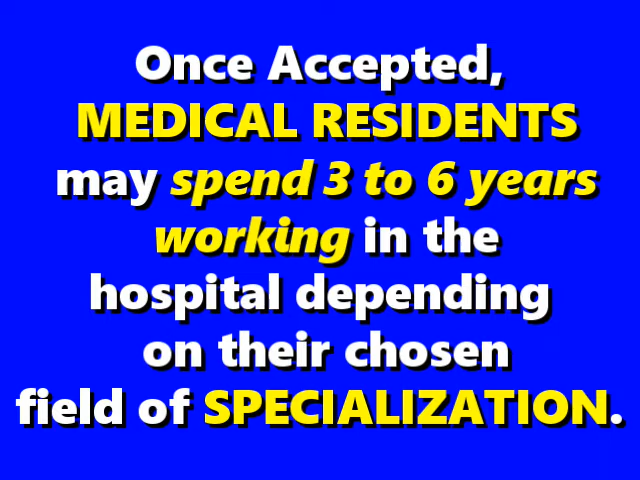 Once Accepted,
MEDICAL RESIDENTS
may spend 3 to 6 years
working in the
hospital depending
on their chosen
field of SPECIALIZATION.